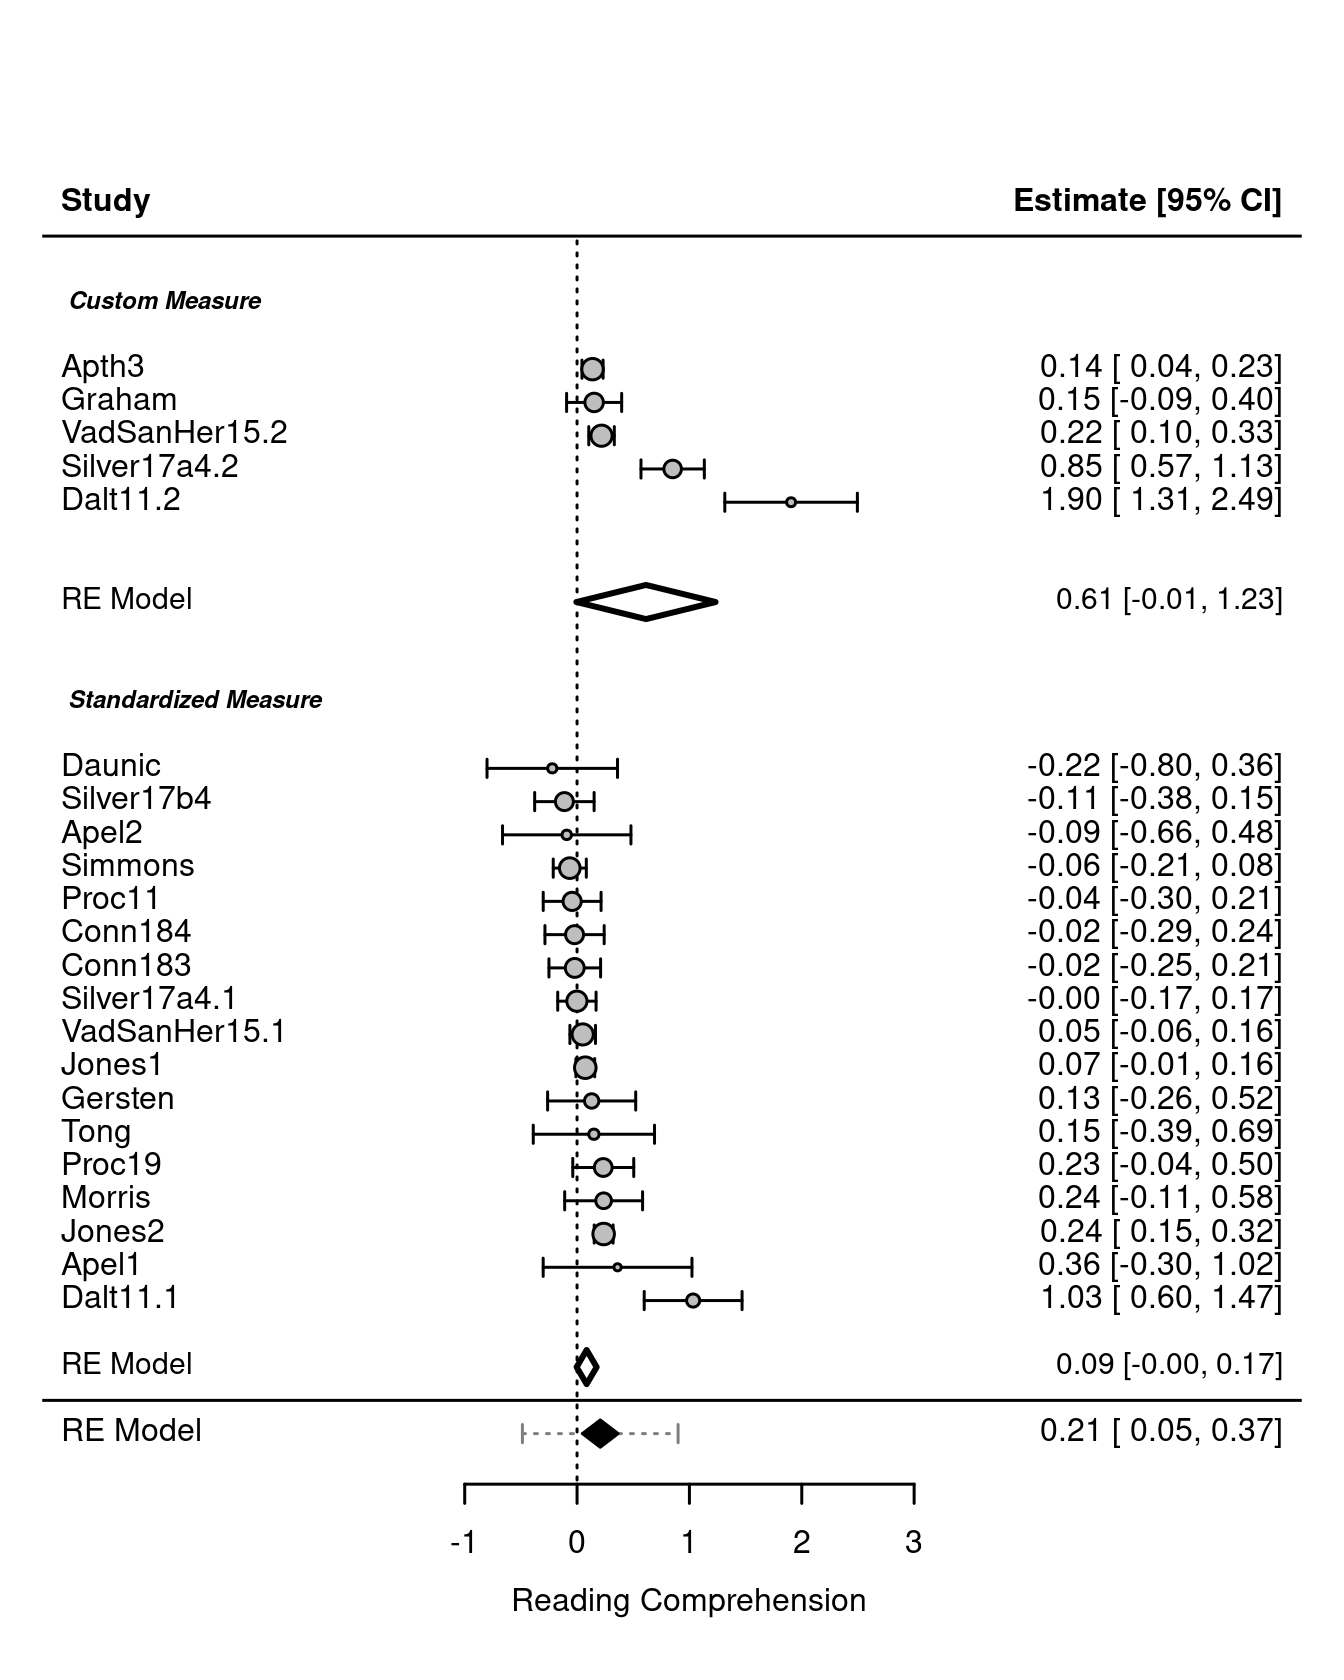 Study Estimate [95% CI]
Custom Measure
Apth3 0.14 [ 0.04, 0.23]
Graham 0.15 [-0.09, 0.40]
VadSanHer15.2 0.22 [ 0.10, 0.33]
Silver17a4.2 0.85 [ 0.57, 1.13]
Dalt11.2 1.90 [ 1.31, 2.49]
RE Model 0.61 [-0.01, 1.23]
Standardized Measure
Daunic -0.22 [-0.80, 0.36]
Silver17b4 -0.11 [-0.38, 0.15]
Apel2 -0.09 [-0.66, 0.48]
Simmons -0.06 [-0.21, 0.08]
Proc11 -0.04 [-0.30, 0.21]
Conn184 -0.02 [-0.29, 0.24]
Conn183 -0.02 [-0.25, 0.21]
Silver17a4.1 -0.00 [-0.17, 0.17]
VadSanHer15.1 0.05 [-0.06, 0.16]
Jones1 0.07 [-0.01, 0.16]
Gersten 0.13 [-0.26, 0.52]
Tong 0.15 [-0.39, 0.69]
Proc19 0.23 [-0.04, 0.50]
Morris 0.24 [-0.11, 0.58]
Jones2 0.24 [ 0.15, 0.32]
Apel1 0.36 [-0.30, 1.02]
Dalt11.1 1.03 [ 0.60, 1.47]
RE Model 0.09 [-0.00, 0.17]
RE Model 0.21 [ 0.05, 0.37]
-1 0 1 2 3
Reading Comprehension